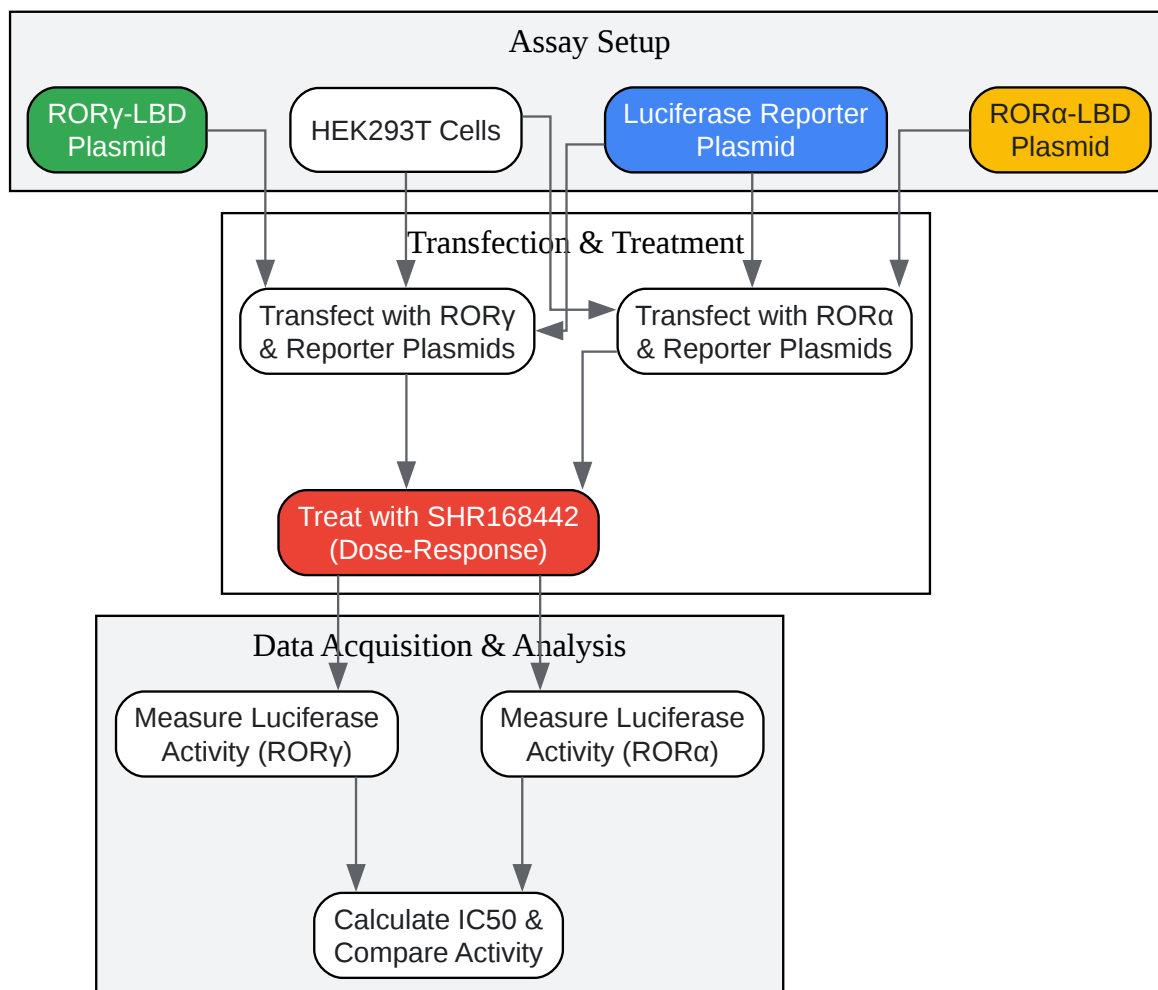 Assay Setup
RORγ-LBD
Plasmid
HEK293T Cells
Luciferase Reporter
Plasmid
RORα-LBD
Plasmid
Transfection & Treatment
Transfect with RORγ
& Reporter Plasmids
Transfect with RORα
& Reporter Plasmids
Treat with SHR168442
(Dose-Response)
Data Acquisition & Analysis
Measure Luciferase
Activity (RORγ)
Measure Luciferase
Activity (RORα)
Calculate IC50 &
Compare Activity